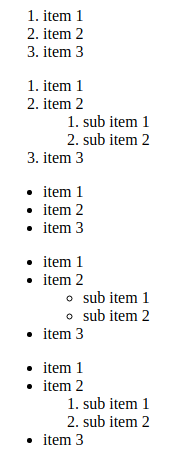 1. item 1
2. item 2
3. item 3
1. item 1
2. item 2
1. sub item 1
2. sub item 2
3. item 3
• item 1
• item 2
• item 3
• item 1
• item 2
◦ sub item 1
◦ sub item 2
• item 3
• item 1
• item 2
1. sub item 1
2. sub item 2
• item 3